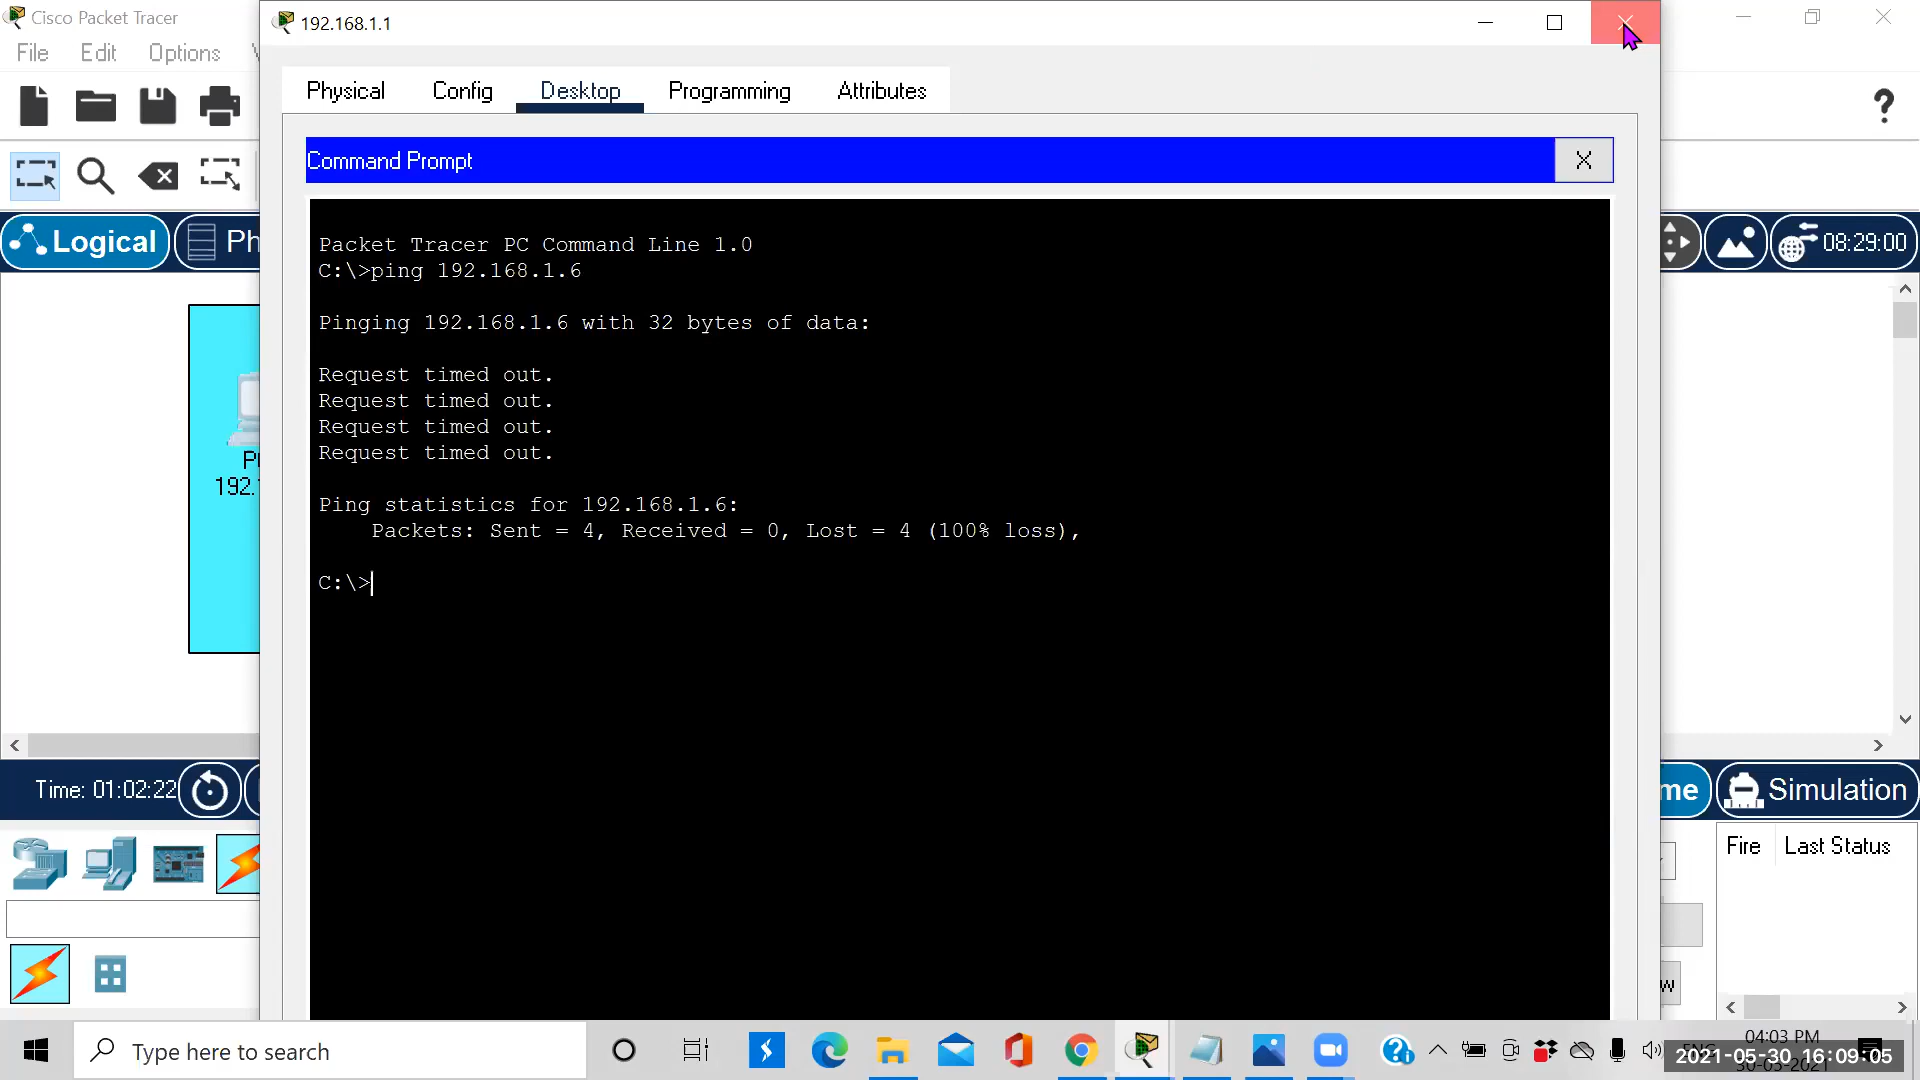 Cisco Packet Tracer
192.168.1.1
File Edit Options
Physical Config Desktop Programming Attributes
?
Command Prompt
X
Logical
08:29:00
Packet Tracer PC Command Line 1.0
C:\>ping 192.168.1.6
Pinging 192.168.1.6 with 32 bytes of data:
Request timed out.
Request timed out.
Request timed out.
Request timed out.
Ping statistics for 192.168.1.6:
Packets: Sent = 4, Received = 0, Lost = 4 (100% loss),
C:\>
192.
Time: 01:02:22
me
Simulation
Fire Last Status
w
Type here to search
04:03 PM
2021-05-30 16:09:05